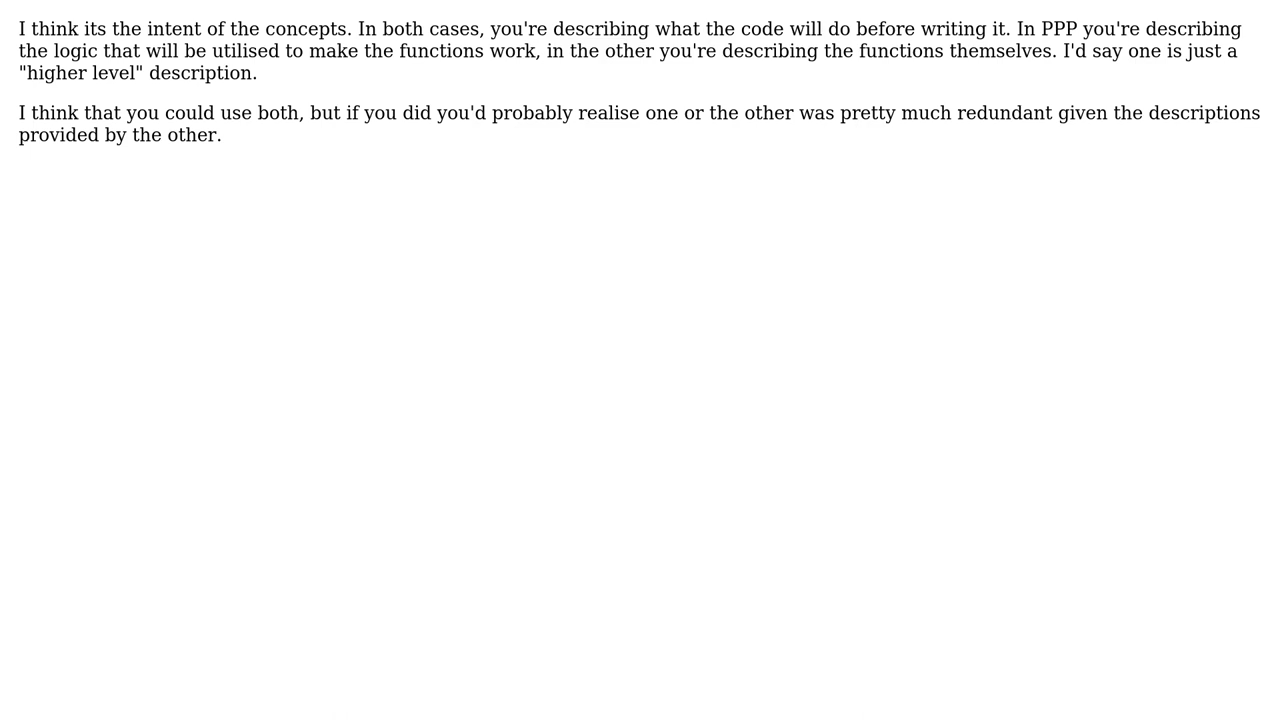 I think its the intent of the concepts. In both cases, you're describing what the code will do before writing it. In PPP you're describing
the logic that will be utilised to make the functions work, in the other you're describing the functions themselves. I'd say one is just a
"higher level" description.
I think that you could use both, but if you did you'd probably realise one or the other was pretty much redundant given the descriptions
provided by the other.